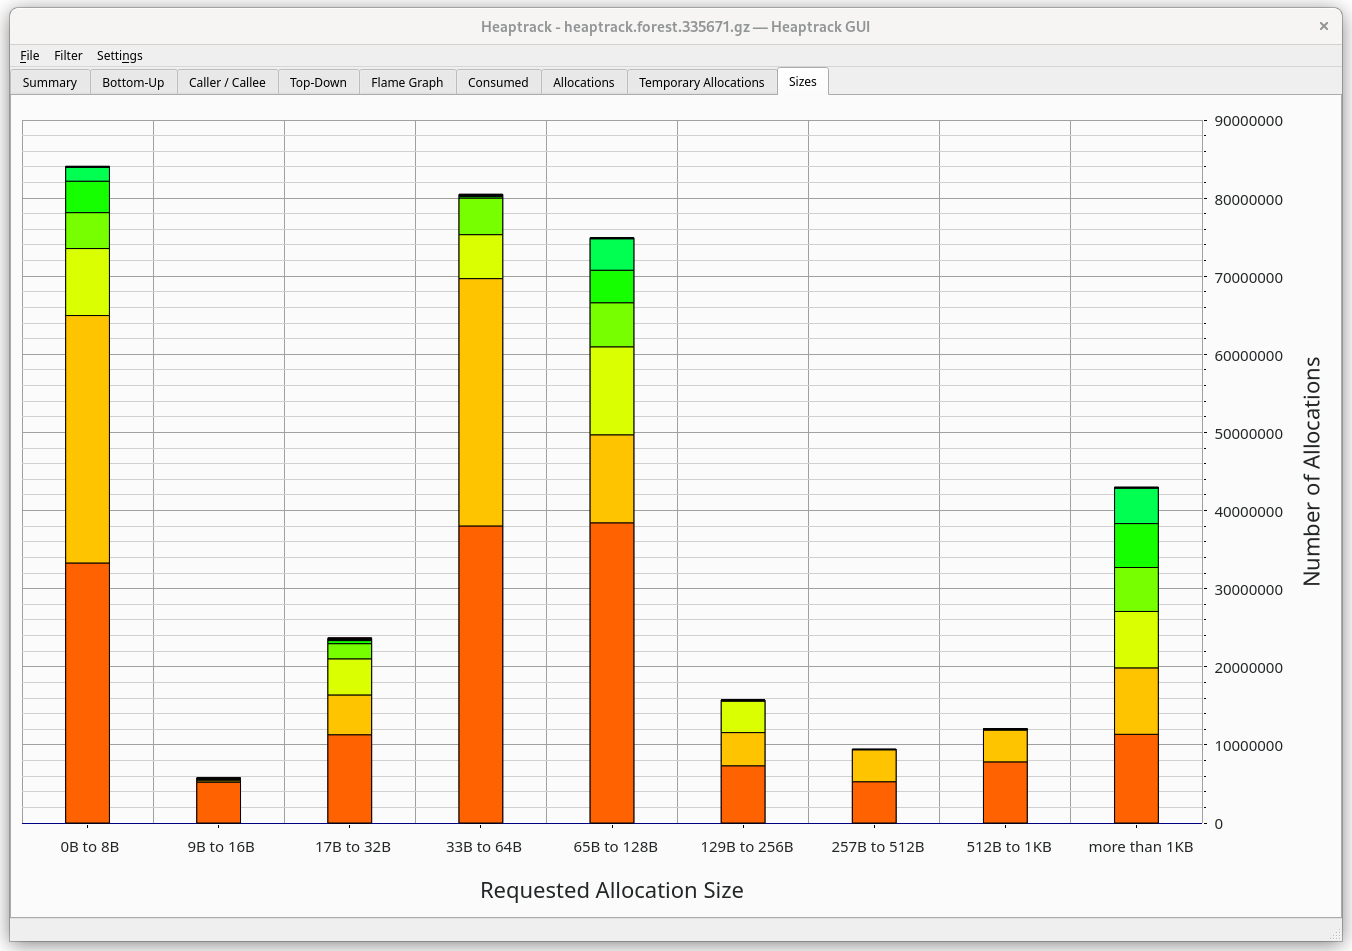 Heaptrack - heaptrack.forest.335671.gz — Heaptrack GUI
File Filter Settings
Summary Bottom-Up Caller / Callee Top-Down Flame Graph Consumed Allocations Temporary Allocations Sizes
90000000
80000000
70000000
60000000
50000000
40000000
30000000
20000000
10000000
0
Number of Allocations
0B to 8B 9B to 16B 17B to 32B 33B to 64B 65B to 128B 129B to 256B 257B to 512B 512B to 1KB more than 1KB
Requested Allocation Size